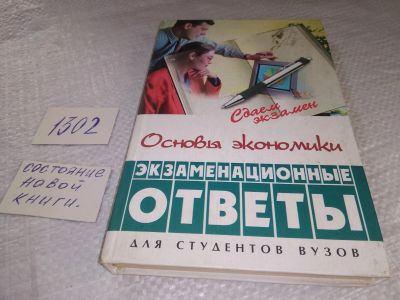 1302
состояние
новой
книги.
Сдаем
экзамен
Основы экономики
ЭКЗАМЕНАЦИОННЫЕ
ОТВЕТЫ
ДЛЯ СТУДЕНТОВ ВУЗОВ